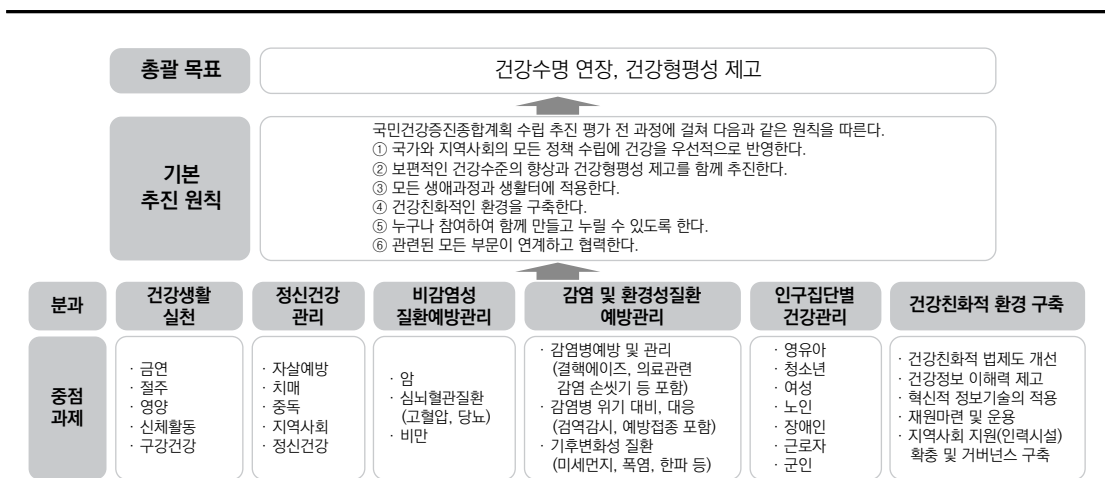 총괄 목표
건강수명 연장, 건강형평성 제고
기본
추진 원칙
국민건강증진종합계획 수립 추진 평가 전 과정에 걸쳐 다음과 같은 원칙을 따른다.
① 국가와 지역사회의 모든 정책 수립에 건강을 우선적으로 반영한다.
② 보편적인 건강수준의 향상과 건강형평성 제고를 함께 추진한다.
③ 모든 생애과정과 생활터에 적용한다.
④ 건강친화적인 환경을 구축한다.
⑤ 누구나 참여하여 함께 만들고 누릴 수 있도록 한다.
⑥ 관련된 모든 부문이 연계하고 협력한다.
분과
건강생활
실천
정신건강
관리
비감염성
질환예방관리
감염 및 환경성질환
예방관리
인구집단별
건강관리
건강친화적 환경 구축
중점
과제
· 금연
· 절주
· 영양
· 신체활동
· 구강건강
· 자살예방
· 치매
· 중독
· 지역사회
· 정신건강
· 암
· 심뇌혈관질환
(고혈압, 당뇨)
· 비만
· 감염병예방 및 관리
(결핵에이즈, 의료관련
감염 손씻기 등 포함)
· 감염병 위기 대비, 대응
(검역감시, 예방접종 포함)
· 기후변화성 질환
(미세먼지, 폭염, 한파 등)
· 영유아
· 청소년
· 여성
· 노인
· 장애인
· 근로자
· 군인
· 건강친화적 법제도 개선
· 건강정보 이해력 제고
· 혁신적 정보기술의 적용
· 재원마련 및 운용
· 지역사회 지원(인력시설)
확충 및 거버넌스 구축